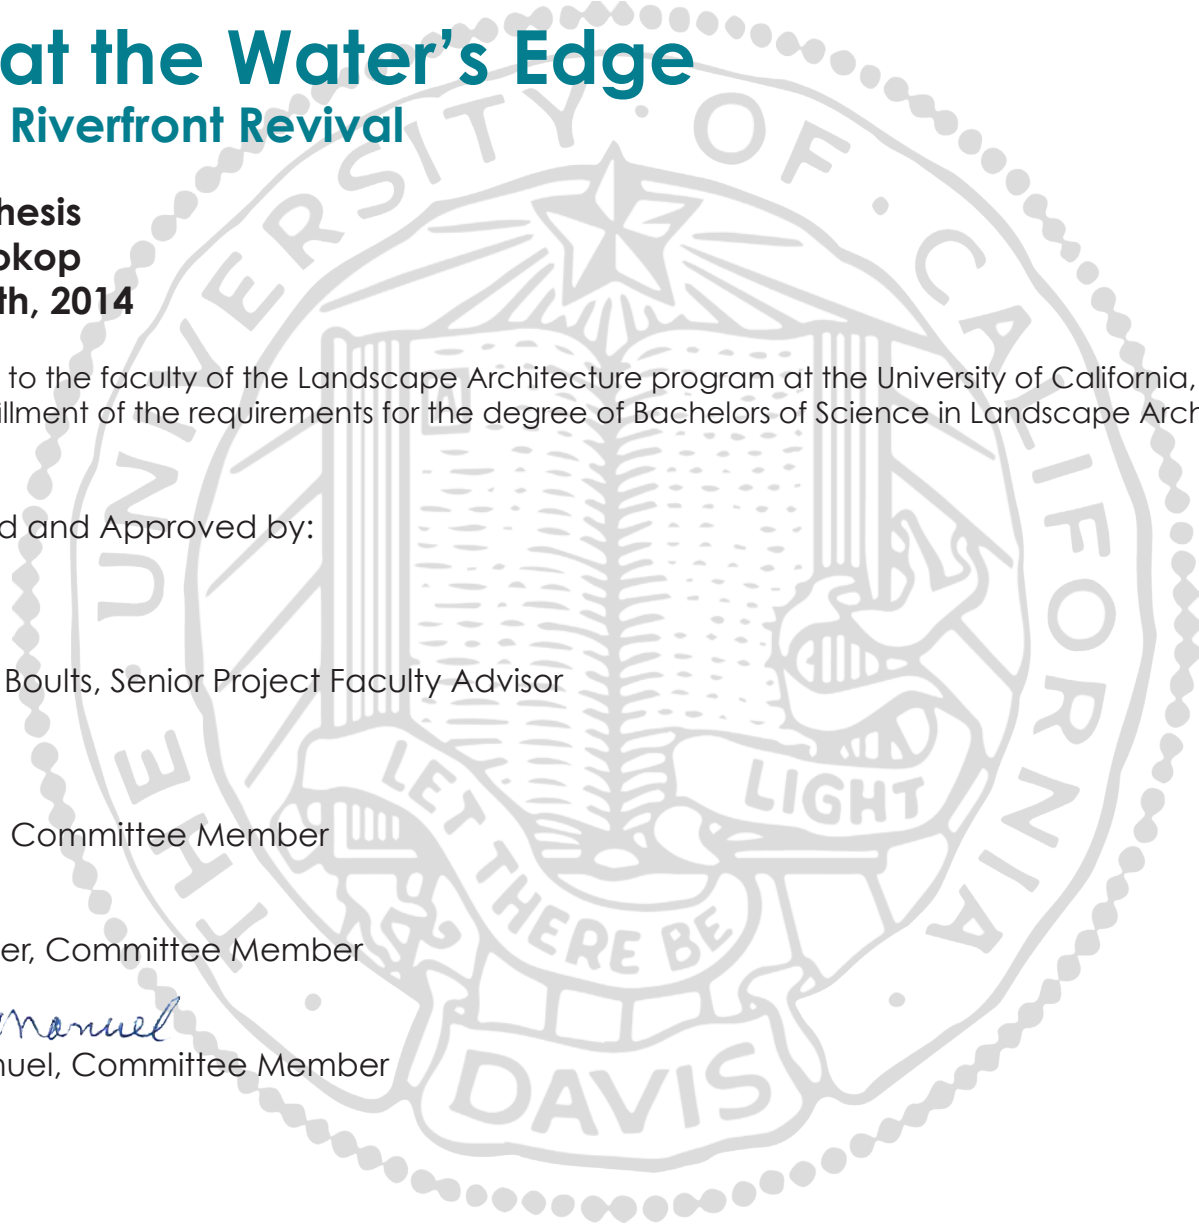 at the Water's Edge
Riverfront Revival
hesis
okop
th, 2014
to the faculty of the Landscape Architecture program at the University of California,
illment of the requirements for the degree of Bachelors of Science in Landscape Arch
d and Approved by:
Boults, Senior Project Faculty Advisor
Committee Member
er, Committee Member
manuel
nuel, Committee Member
THE UNIVERSITY OF CALIFORNIA
LET THERE BE LIGHT
DAVIS